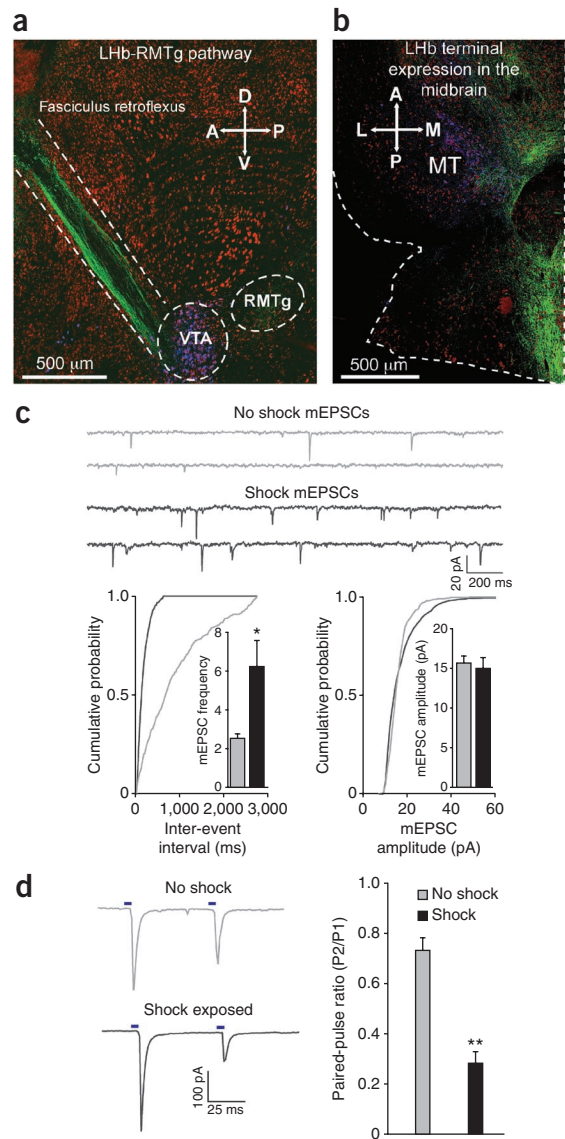 a
LHb-RMTg pathway
Fasciculus retroflexus
D
A P
V
RMTg
VTA
500 μm
b
LHb terminal
expression in the
midbrain
A
L M
P
MT
500 μm
c
No shock mEPSCs
Shock mEPSCs
20 pA
200 ms
Cumulative probability
1.0
0.5
0
0 1,000 2,000 3,000
Inter-event
interval (ms)
mEPSC frequency
8
6
4
2
0
*
Cumulative probability
1.0
0.5
0
20 40 60
mEPSC
amplitude (pA)
mEPSC amplitude (pA)
20
15
10
5
0
d
No shock
Shock exposed
100 pA
25 ms
Paired-pulse ratio (P2/P1)
1.0
0.8
0.6
0.4
0.2
0
No shock
Shock
**